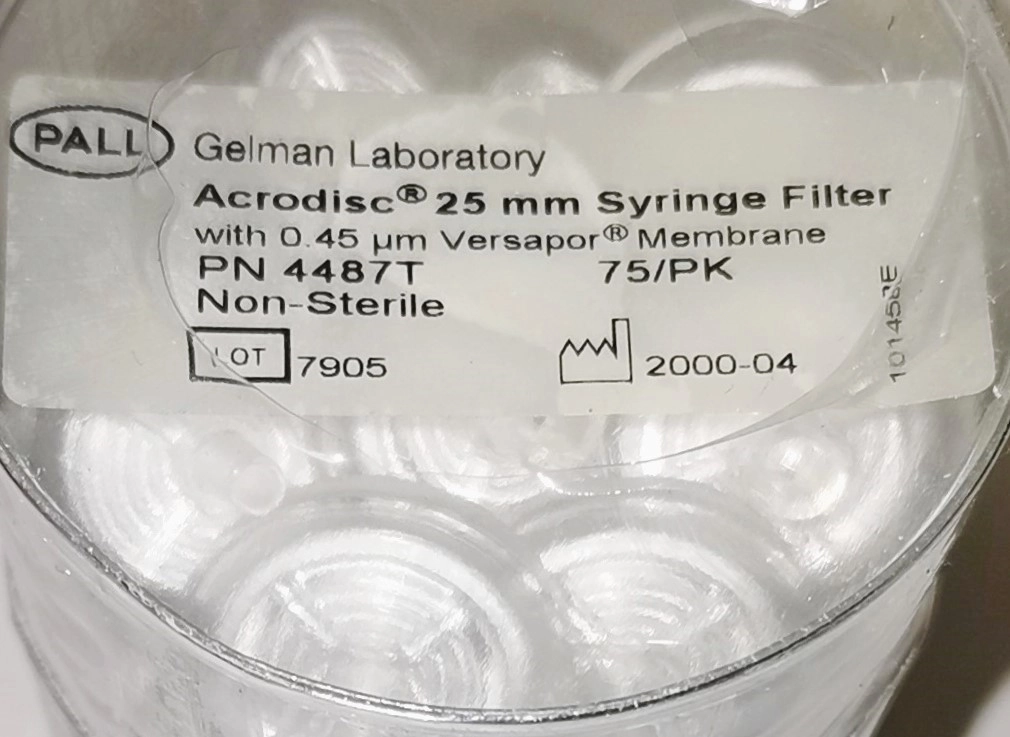 PALL
Gelman Laboratory
Acrodisc® 25 mm Syringe Filter
with 0.45 µm Versapor® Membrane
PN 4487T 75/PK
Non-Sterile
LOT 7905 2000-04